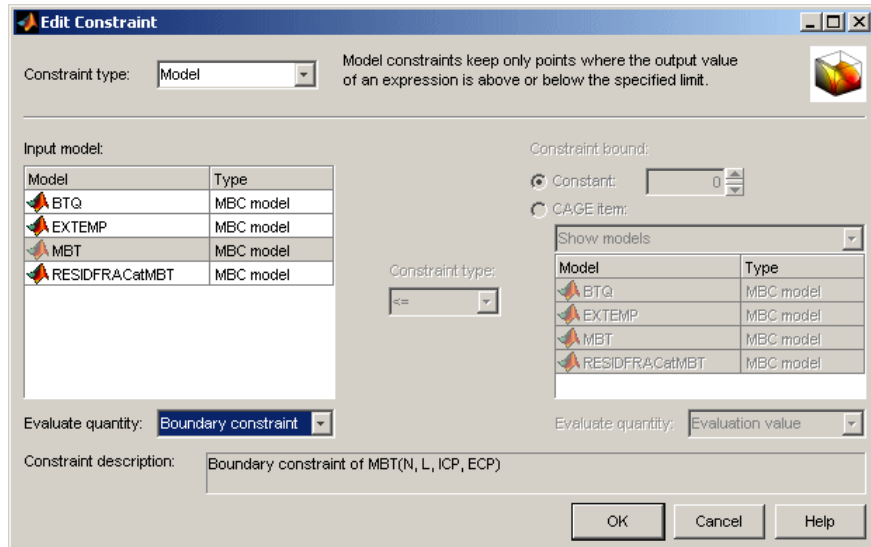 Edit Constraint
Constraint type: Model
Model constraints keep only points where the output value
of an expression is above or below the specified limit.
Input model:
Model Type
BTQ MBC model
EXTEMP MBC model
MBT MBC model
RESIDFRACatMBT MBC model
Evaluate quantity: Boundary constraint
Constraint type:
<=
Constraint bound:
Constant: 0
CAGE item:
Show models
Model Type
BTQ MBC model
EXTEMP MBC model
MBT MBC model
RESIDFRACatMBT MBC model
Evaluate quantity: Evaluation value
Constraint description: Boundary constraint of MBT(N, L, ICP, ECP)
OK Cancel Help